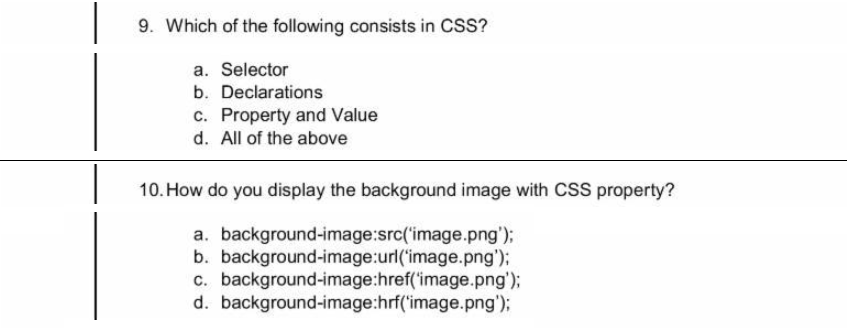 9. Which of the following consists in CSS?
a. Selector
b. Declarations
c. Property and Value
d. All of the above
10. How do you display the background image with CSS property?
a. background-image:src(‘image.png’);
b. background-image:url(‘image.png’);
c. background-image:href(‘image.png’);
d. background-image:hrf(‘image.png’);